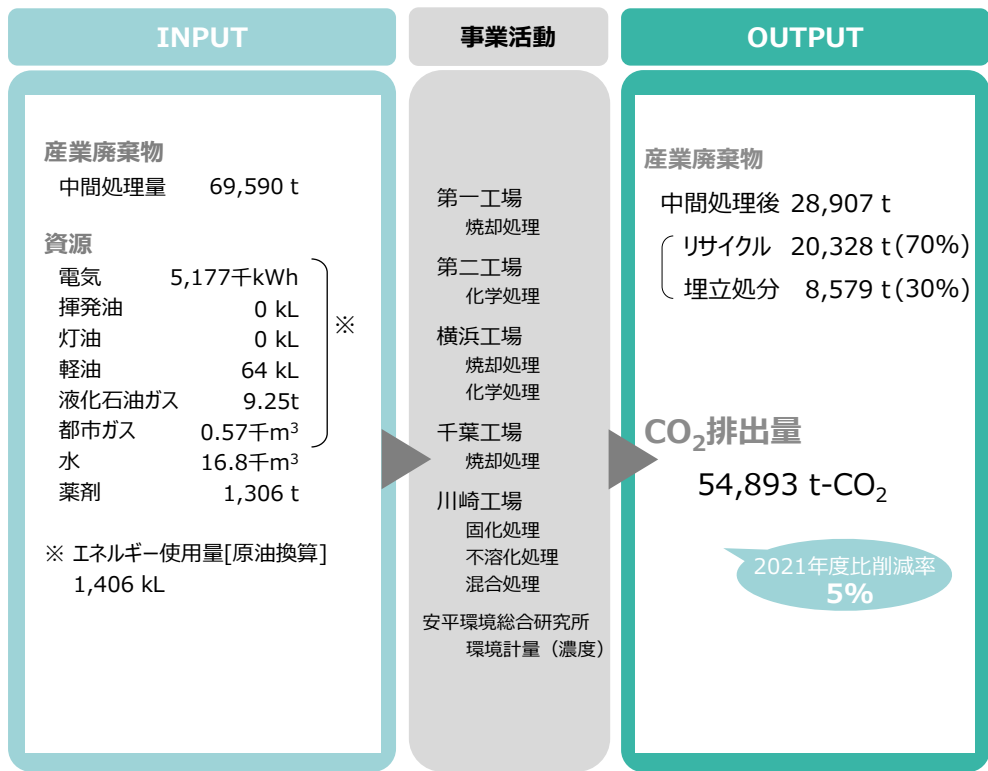 INPUT
産業廃棄物
中間処理量 69,590 t
資源
電気 5,177千kWh
揮発油 0 kL
灯油 0 kL
軽油 64 kL
液化石油ガス 9.25t
都市ガス 0.57千m³
※
水 16.8千m³
薬剤 1,306 t
※ エネルギー使用量[原油換算]
1,406 kL
事業活動
第一工場
焼却処理
第二工場
化学処理
横浜工場
焼却処理
化学処理
千葉工場
焼却処理
川崎工場
固化処理
不溶化処理
混合処理
安平環境総合研究所
環境計量（濃度）
OUTPUT
産業廃棄物
中間処理後 28,907 t
リサイクル 20,328 t(70%)
埋立処分 8,579 t(30%)
CO₂排出量
54,893 t-CO₂
2021年度比削減率
5%